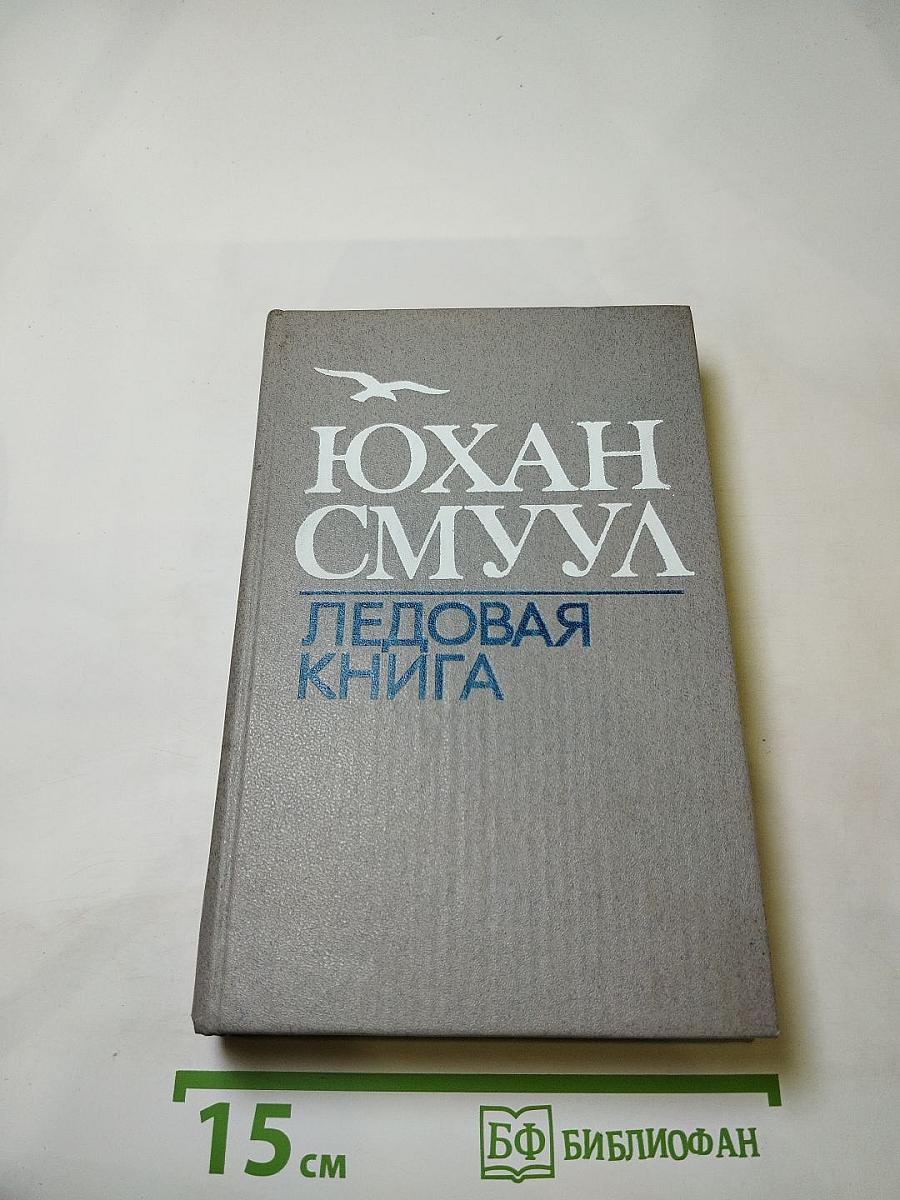 ЮХАН
СМУУЛ
ЛЕДОВАЯ
КНИГА
15 см
БФ БИБЛИОФАН